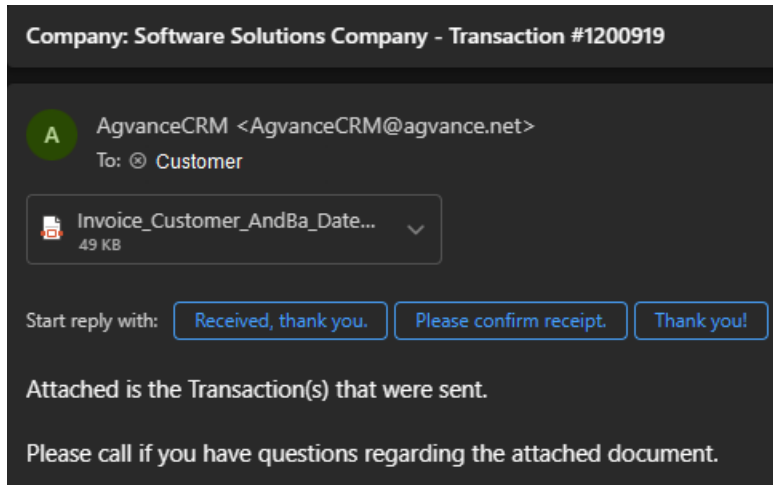 Company: Software Solutions Company - Transaction #1200919
A
AgvanceCRM <AgvanceCRM@agvance.net>
To: Customer
Invoice_Customer_AndBa_Date...
49 KB
Start reply with: Received, thank you. Please confirm receipt. Thank you!
Attached is the Transaction(s) that were sent.
Please call if you have questions regarding the attached document.